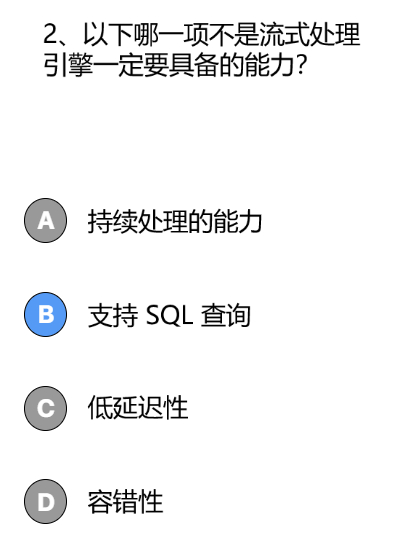 2、以下哪一项不是流式处理
引擎一定要具备的能力？
A 持续处理的能力
B 支持 SQL 查询
C 低延迟性
D 容错性